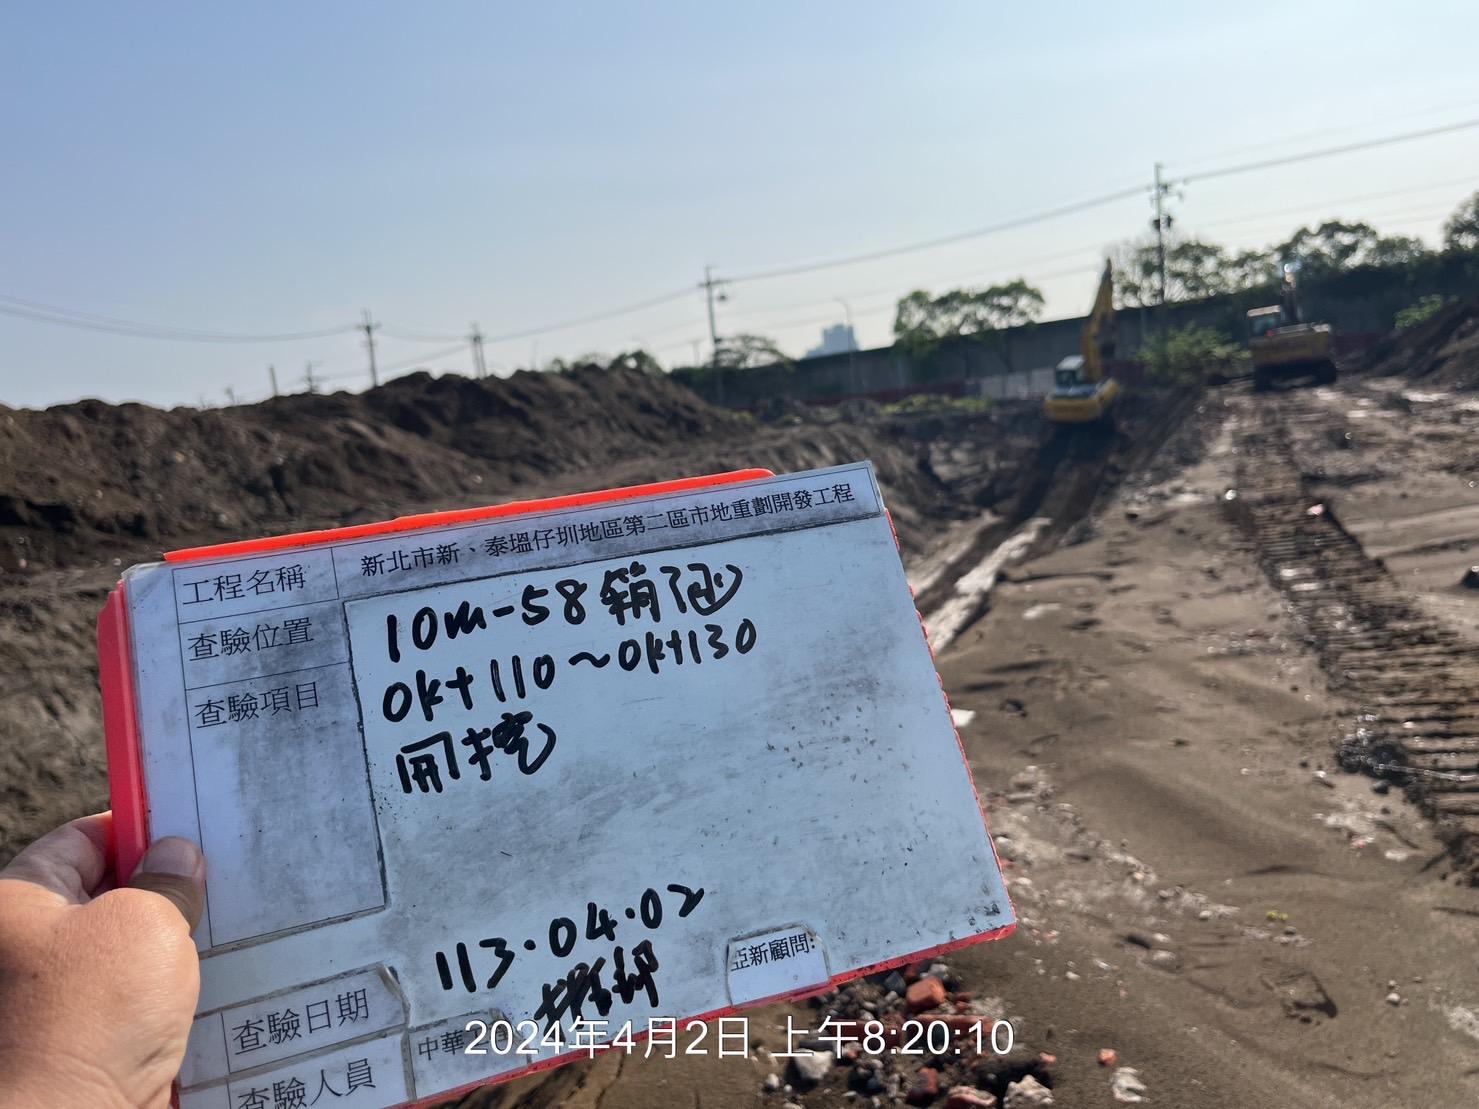 工程名稱 新北市新、泰塭仔圳地區第二區市地重劃開發工程
查驗位置 10m-58箱涵
0k+110~0k+130
查驗項目 開挖
查驗日期 113.04.02
查驗人員 中華
亞新顧問:
2024年4月2日 上午8:20:10